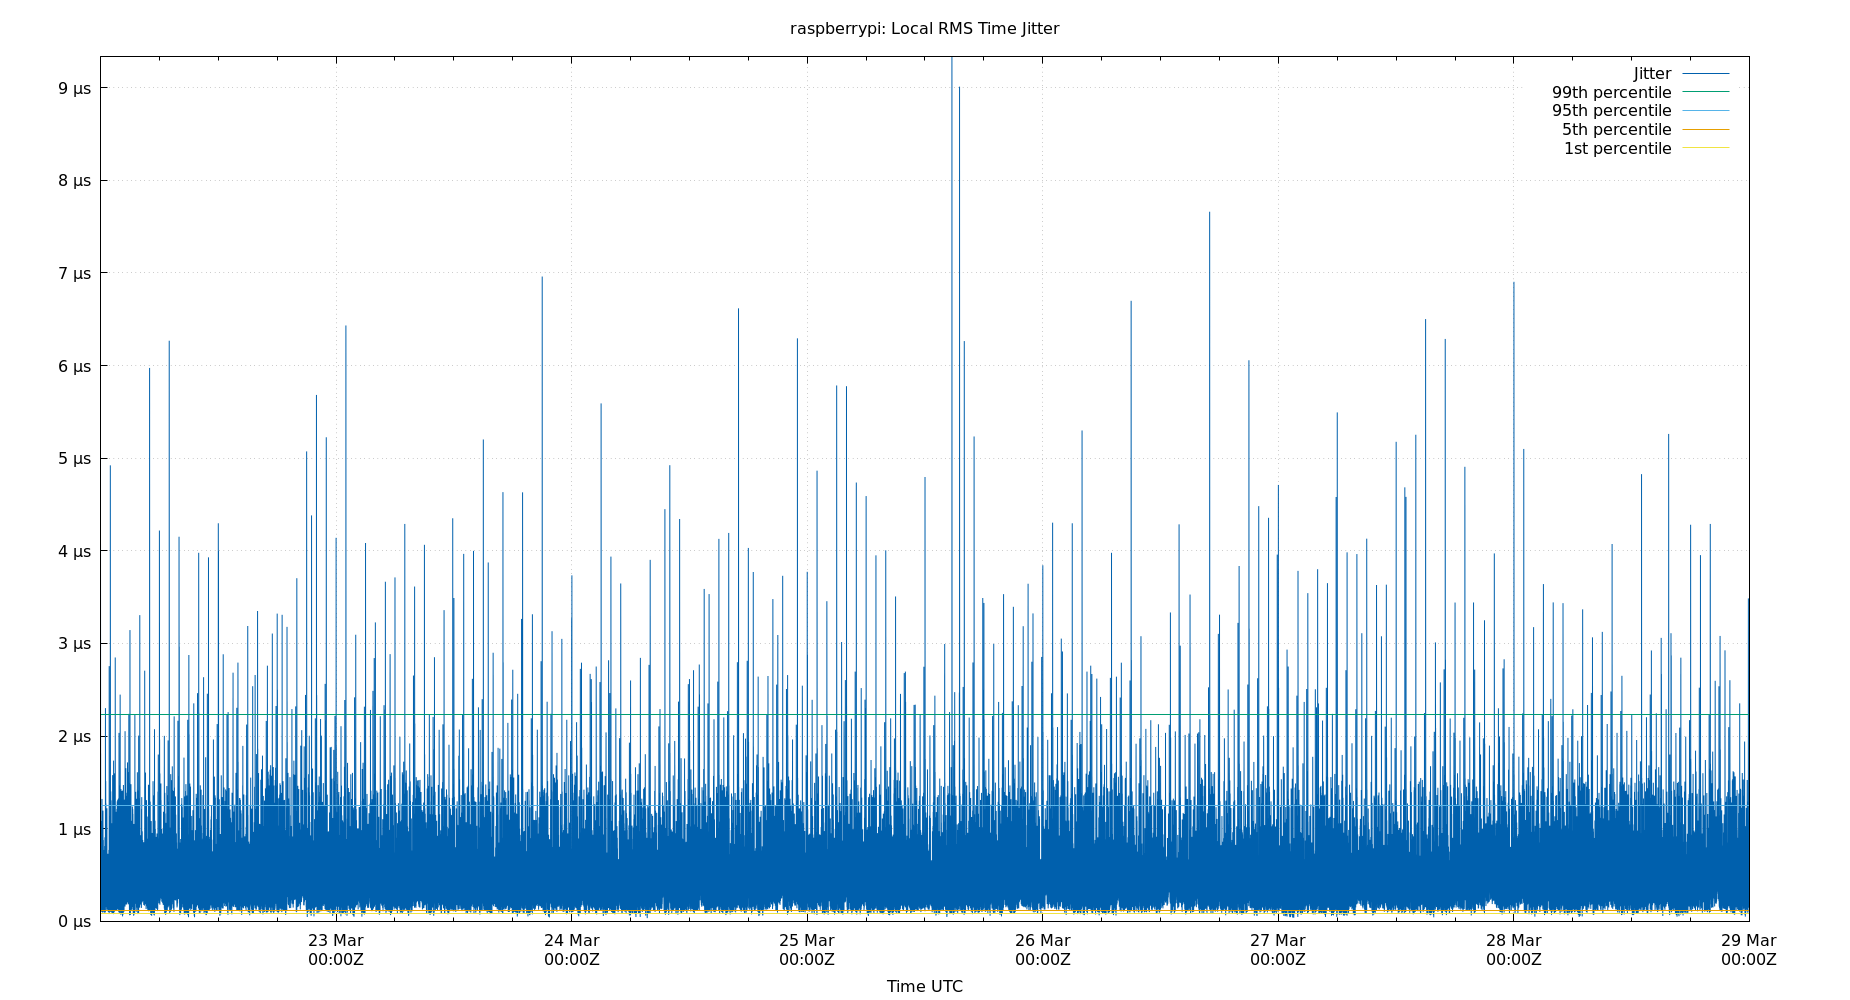 raspberrypi: Local RMS Time Jitter
Jitter
99th percentile
95th percentile
5th percentile
1st percentile
9 μs
8 μs
7 μs
6 μs
5 μs
4 μs
3 μs
2 μs
1 μs
0 μs
23 Mar
00:00Z
24 Mar
00:00Z
25 Mar
00:00Z
26 Mar
00:00Z
27 Mar
00:00Z
28 Mar
00:00Z
29 Mar
00:00Z
Time UTC